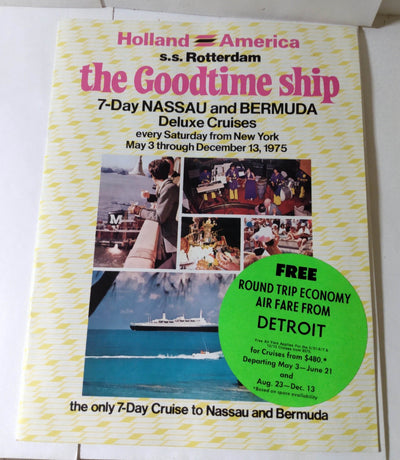 Holland America
s.s. Rotterdam
the Goodtime ship
7-Day NASSAU and BERMUDA
Deluxe Cruises
every Saturday from New York
May 3 through December 13, 1975
M
FREE
ROUND TRIP ECONOMY
AIR FARE FROM
DETROIT
for Cruises from $480.*
Departing May 3—June 21
and
Aug. 23—Dec. 13
*Based on space availability
the only 7-Day Cruise to Nassau and Bermuda